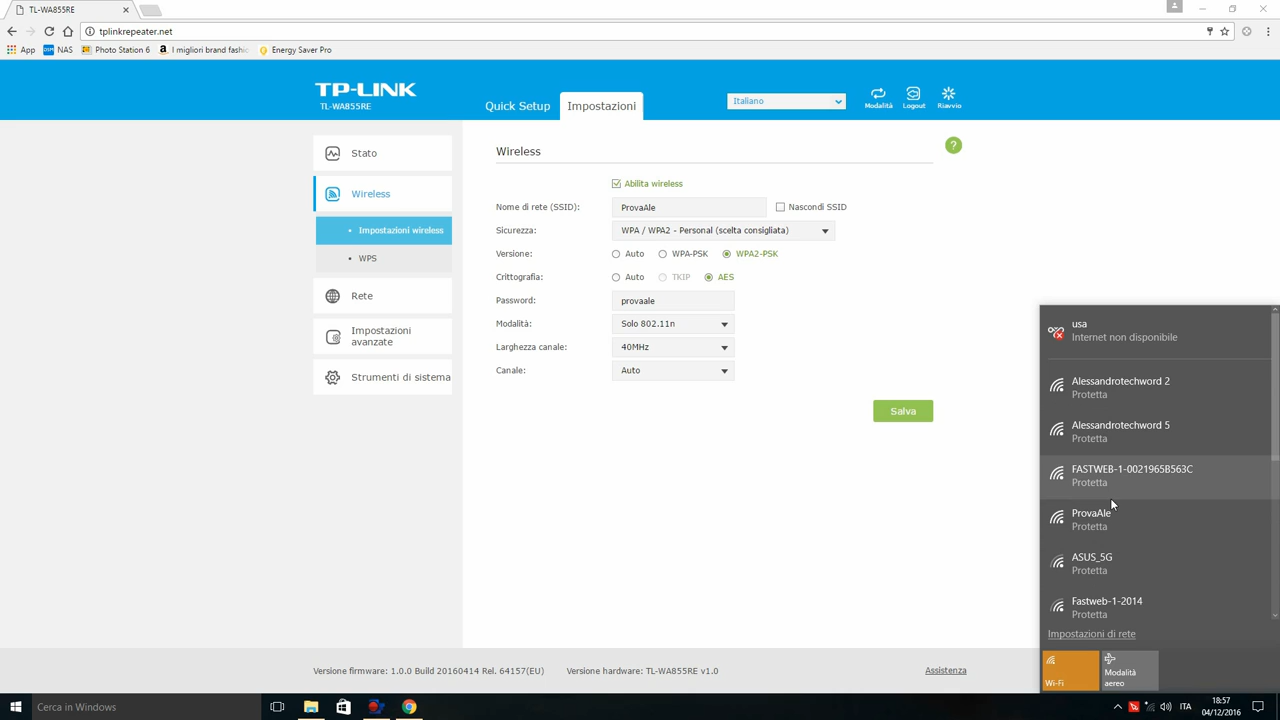 TL-WA855RE
tplinkrepeater.net
App
NAS
Photo Station 6
I migliori brand fashi
Energy Saver Pro
TP-LINK
TL-WA855RE
Quick Setup
Impostazioni
Italiano
Modalità
Logout
Riavvio
Stato
Wireless
Impostazioni wireless
WPS
Rete
Impostazioni
avanzate
Strumenti di sistema
Wireless
?
Abilita wireless
Nome di rete (SSID): ProvaAle Nascondi SSID
Sicurezza: WPA / WPA2 - Personal (scelta consigliata)
Versione: Auto WPA-PSK WPA2-PSK
Crittografia: Auto TKIP AES
Password: provaale
Modalità: Solo 802.11n
Larghezza canale: 40MHz
Canale: Auto
Salva
usa
Internet non disponibile
Alessandrotechword 2
Protetta
Alessandrotechword 5
Protetta
FASTWEB-1-0021965B563C
Protetta
ProvaAle
Protetta
ASUS_5G
Protetta
Fastweb-1-2014
Protetta
Impostazioni di rete
Wi-Fi
Modalità
aereo
Versione firmware: 1.0.0 Build 20160414 Rel. 64157(EU) Versione hardware: TL-WA855RE v1.0
Assistenza
Cerca in Windows
ITA
18:57
04/12/2016